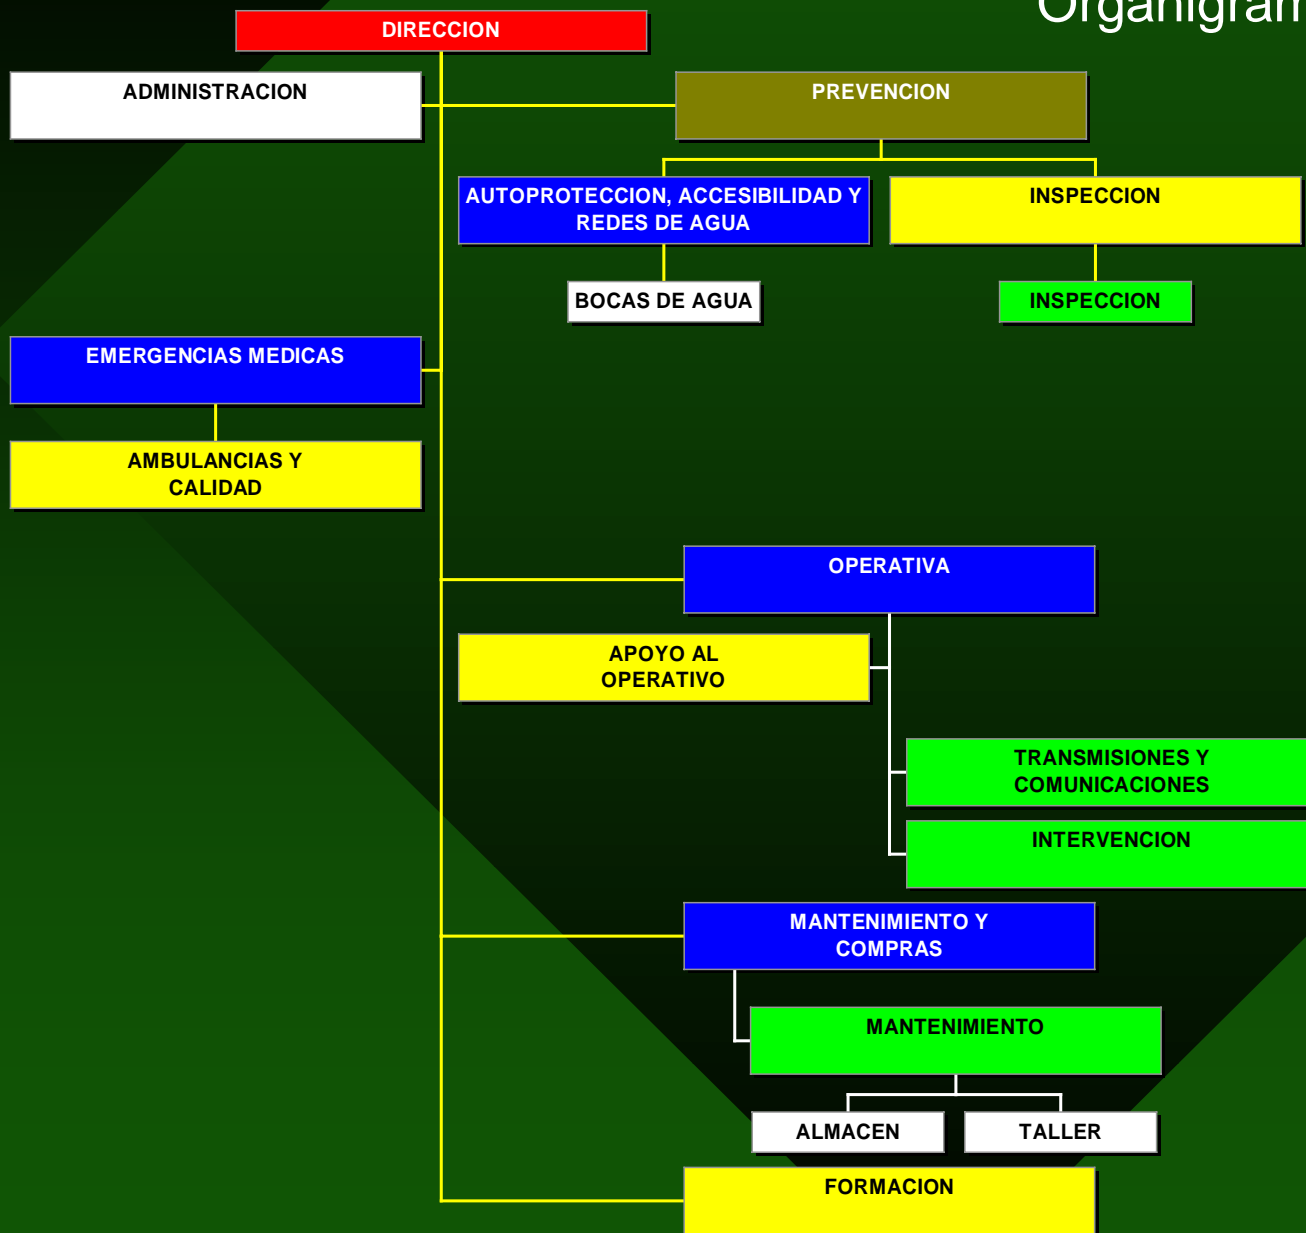 Organigram
DIRECCION
ADMINISTRACION
PREVENCION
AUTOPROTECCION, ACCESIBILIDAD Y
REDES DE AGUA
INSPECCION
BOCAS DE AGUA
INSPECCION
EMERGENCIAS MEDICAS
AMBULANCIAS Y
CALIDAD
OPERATIVA
APOYO AL
OPERATIVO
TRANSMISIONES Y
COMUNICACIONES
INTERVENCION
MANTENIMIENTO Y
COMPRAS
MANTENIMIENTO
ALMACEN
TALLER
FORMACION